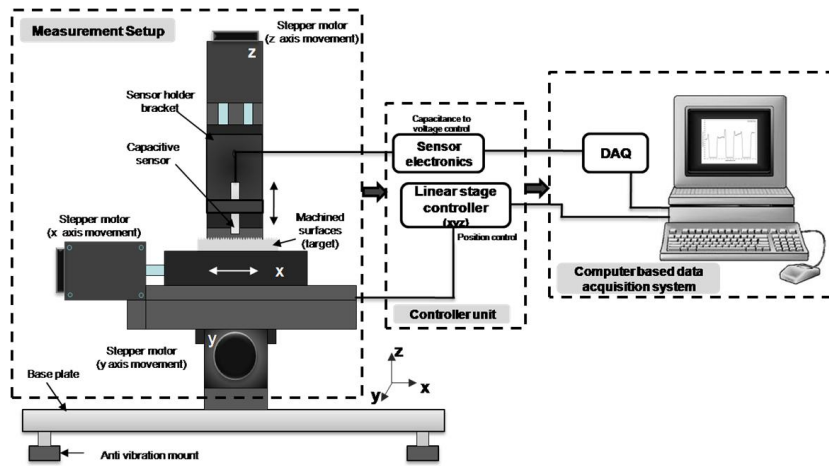 Measurement Setup
Stepper motor
(z axis movement)
z
Sensor holder
bracket
Capacitive
sensor
Stepper motor
(x axis movement)
Machined
surfaces
(target)
x
y
Stepper motor
(y axis movement)
Base plate
Anti vibration mount
z
x
y
Capacitance to
voltage control
Sensor
electronics
Linear stage
controller
(xyz)
Position control
Controller unit
DAQ
Computer based data
acquisition system